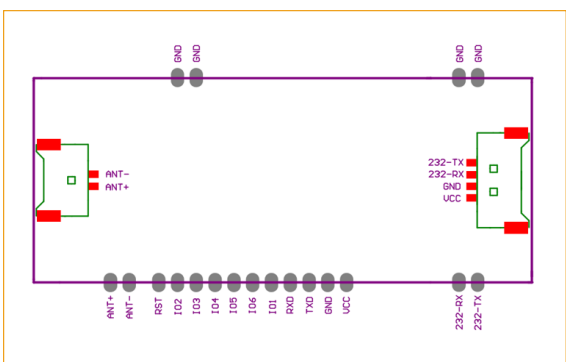 GND
GND
GND
GND
ANT-
ANT+
232-TX
232-RX
GND
VCC
ANT+
ANT-
RST
IO2
IO3
IO4
IO5
IO6
IO1
RXD
TXD
GND
VCC
232-RX
232-TX